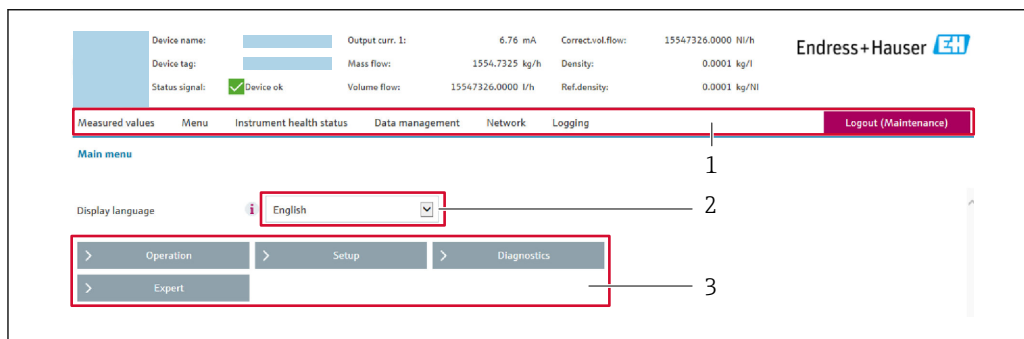 Device name: Output curr. 1: 6.76 mA Correct.vol.flow: 15547326.0000 Nl/h
Endress+Hauser EH
Device tag: Mass flow: 1554.7325 kg/h Density: 0.0001 kg/l
Status signal: Device ok Volume flow: 15547326.0000 l/h Ref.density: 0.0001 kg/Nl
Measured values Menu Instrument health status Data management Network Logging Logout (Maintenance)
1
Main menu
Display language i English 2
> Operation > Setup > Diagnostics
> Expert 3